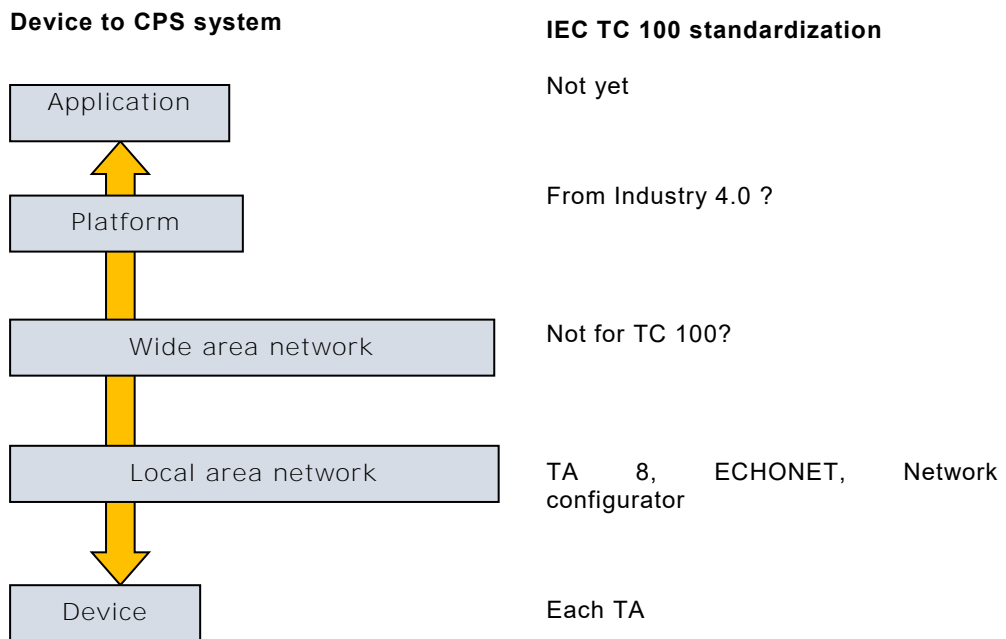 Device to CPS system
IEC TC 100 standardization
Application
Not yet
Platform
From Industry 4.0 ?
Wide area network
Not for TC 100?
Local area network
TA 8, ECHONET, Network
configurator
Device
Each TA